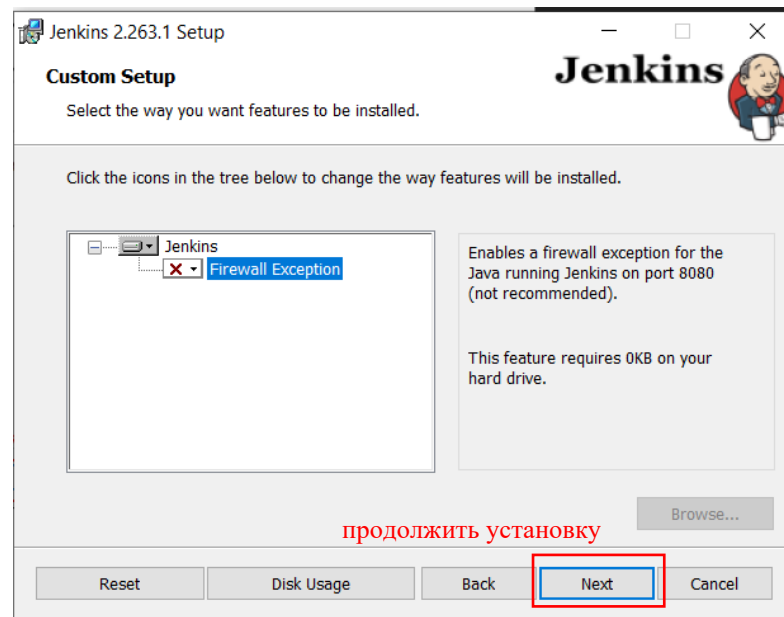 Jenkins 2.263.1 Setup
Custom Setup
Jenkins
Select the way you want features to be installed.
Click the icons in the tree below to change the way features will be installed.
Jenkins
Firewall Exception
Enables a firewall exception for the
Java running Jenkins on port 8080
(not recommended).
This feature requires 0KB on your
hard drive.
Browse...
продолжить установку
Reset
Disk Usage
Back
Next
Cancel